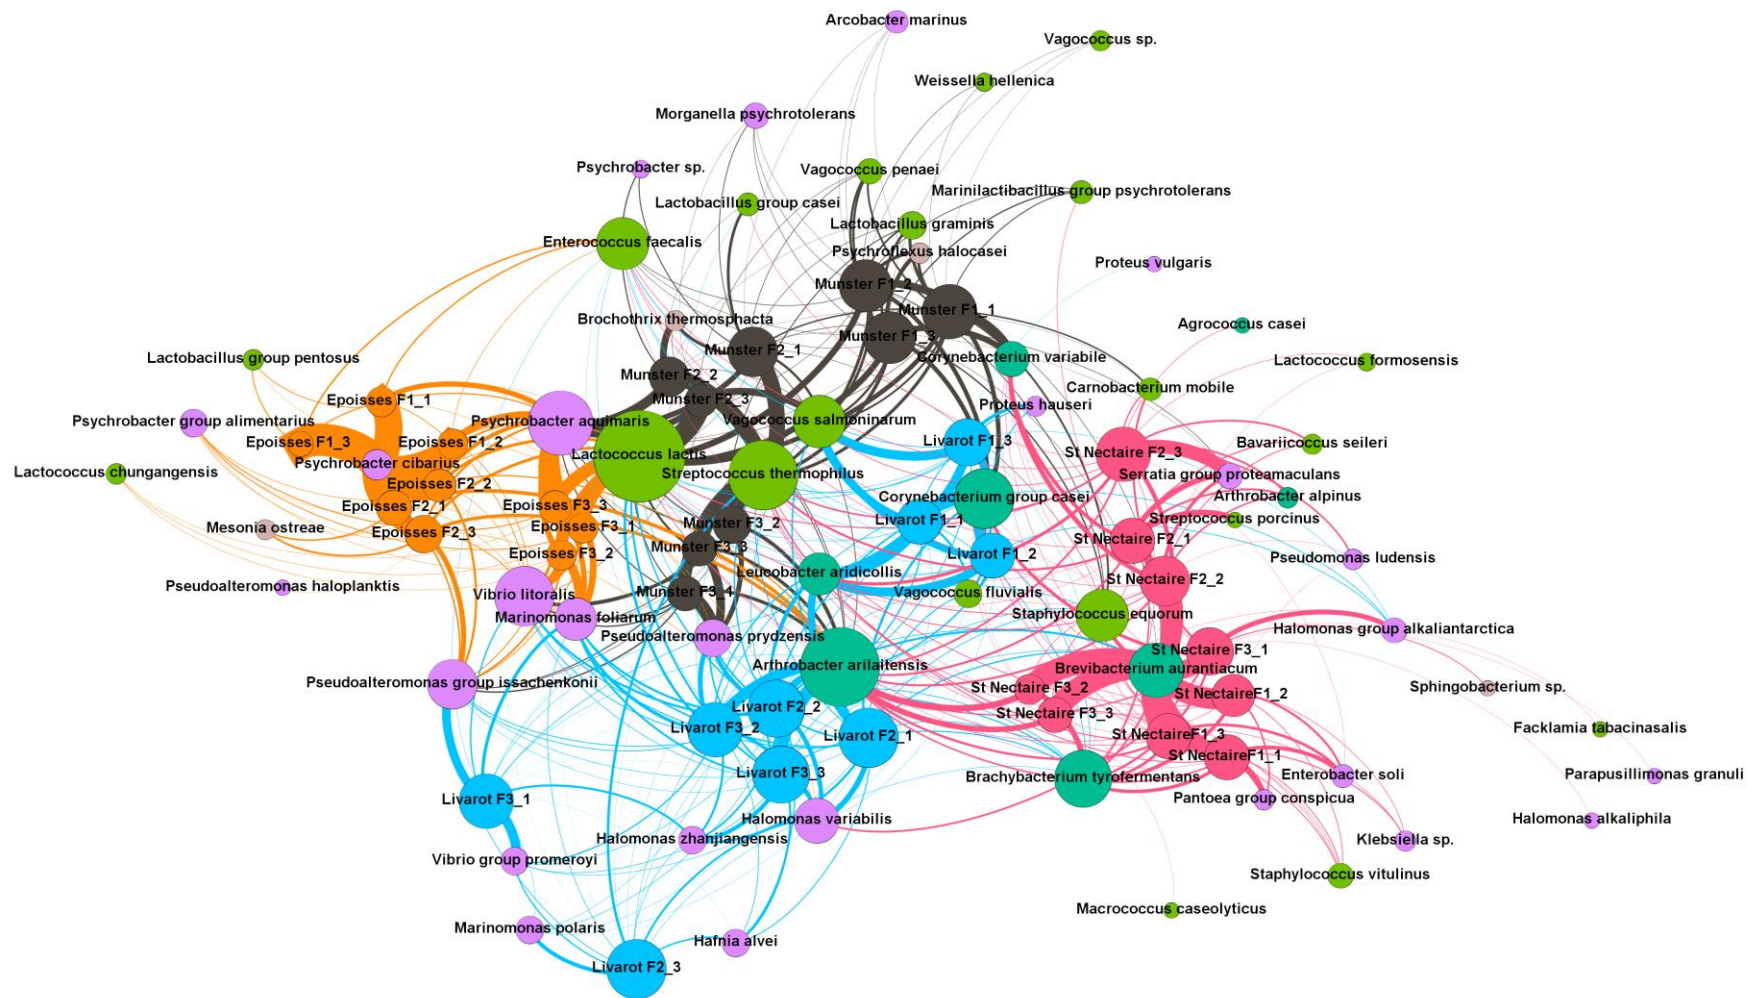 Arcobacter marinus
Vagococcus sp.
Weissella hellenica
Morganella psychrotolerans
Psychrobacter sp.
Vagococcus penaei
Marinilactibacillus group psychrotolerans
Lactobacillus group casei
Lactobacillus graminis
Enterococcus faecalis
Psychroflexus halocasei
Proteus vulgaris
Munster F1_2
Munster F1_1
Brochothrix thermosphacta
Agrococcus casei
Munster F1_3
Munster F2_1
Corynebacterium variabile
Lactobacillus group pentosus
Lactococcus formosensis
Munster F2_2
Carnobacterium mobile
Epoisses F1_1
Munster F2_3
Proteus hauseri
Psychrobacter group alimentarius
Psychrobacter aquimaris
Vagococcus salmoninarum
Epoisses F1_3
Epoisses F1_2
Livarot F1_3
Bavariicoccus seileri
St Nectaire F2_3
Psychrobacter cibarius
Lactococcus lactis
Lactococcus chungangensis
Streptococcus thermophilus
Serratia group proteamaculans
Epoisses F2_2
Corynebacterium group casei
Arthrobacter alpinus
Epoisses F2_1
Epoisses F3_3
Livarot F1_1
Streptococcus porcinus
Mesonia ostreae
Epoisses F2_3
Epoisses F3_1
Munster F3_2
St Nectaire F2_1
Munster F3_3
Epoisses F3_2
Livarot F1_2
Pseudomonas ludensis
Leucobacter aridicollis
St Nectaire F2_2
Pseudoalteromonas haloplanktis
Vibrio litoralis
Munster F3_1
Vagococcus fluvialis
Marinomonas foliarum
Staphylococcus equorum
Pseudoalteromonas prydzensis
Halomonas group alkaliantarctica
St Nectaire F3_1
Arthrobacter arilaitensis
Brevibacterium aurantiacum
Pseudoalteromonas group issachenkonii
St Nectaire F3_2
St NectaireF1_2
Sphingobacterium sp.
Livarot F2_2
St Nectaire F3_3
Livarot F3_2
Livarot F2_1
St NectaireF1_3
Facklamia tabacinasalis
St NectaireF1_1
Livarot F3_3
Brachybacterium tyrofermentans
Enterobacter soli
Parapusillimonas granuli
Livarot F3_1
Pantoea group conspicua
Halomonas variabilis
Halomonas alkaliphila
Halomonas zhanjiangensis
Klebsiella sp.
Vibrio group promeroyi
Staphylococcus vitulinus
Macrococcus caseolyticus
Marinomonas polaris
Hafnia alvei
Livarot F2_3